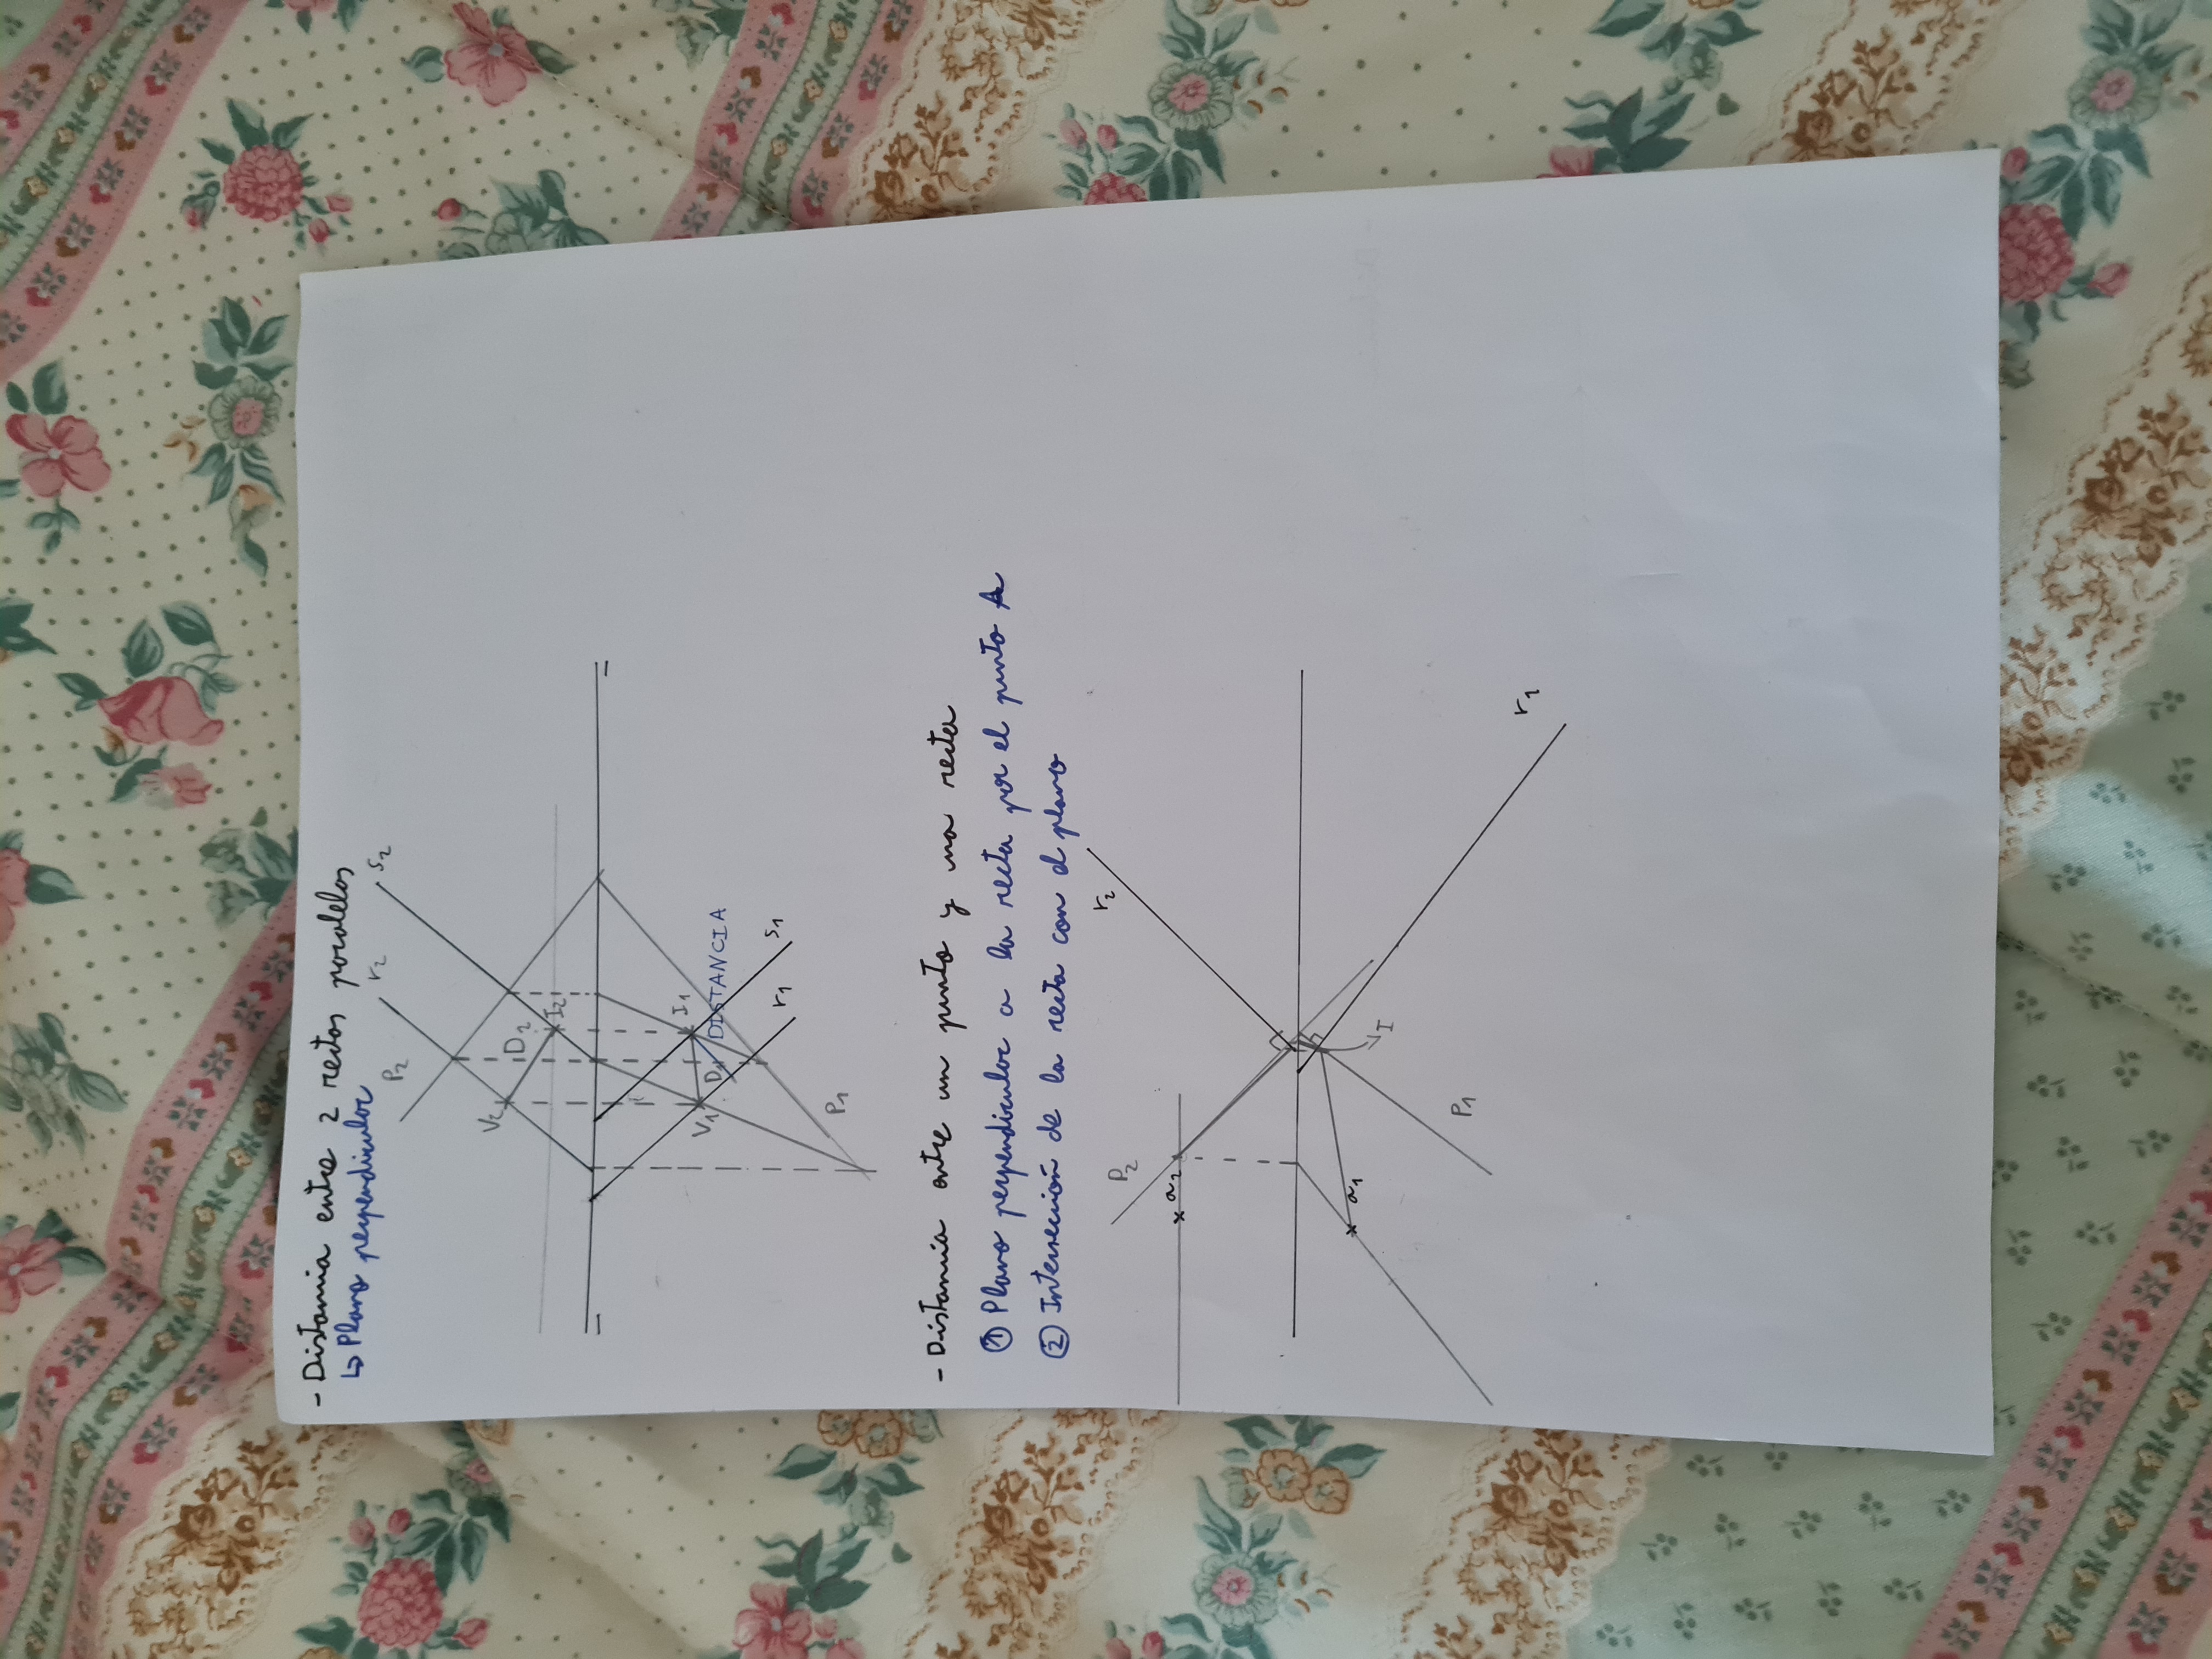 - Distancia entre 2 rectas paralelas
↳ Plano perpendicular
P₂ r₂ s₂
V₂ D₂ I₂
V₁ D₁ I₁
DISTANCIA
r₁ s₁
P₁
- Distancia entre un punto y una recta
① Plano perpendicular a la recta por el punto A
② Intersección de la recta con el plano
P₂ r₂
a₂
a₁
I
P₁
r₁